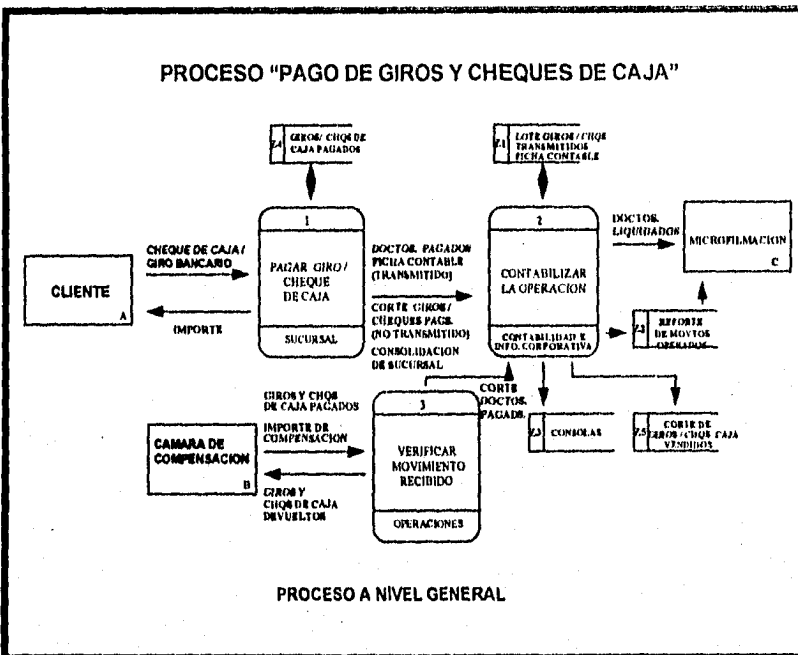 PROCESO “PAGO DE GIROS Y CHEQUES DE CAJA”
Z4
GIROS/ CHQS DE
CAJA PAGADOS
Z1
LOTE GIROS / CHQS
TRANSMITIDOS
FICHA CONTABLE
1
PAGAR GIRO /
CHEQUE
DE CAJA
SUCURSAL
2
CONTABILIZAR
LA OPERACION
CONTABILIDAD E
INFO. CORPORATIVA
CLIENTE
A
CHEQUE DE CAJA /
GIRO BANCARIO
IMPORTE
DOCTOS. PAGADOS
FICHA CONTABLE
(TRANSMITIDO)
CORTE GIROS/
CHEQUES PAGS.
(NO TRANSMITIDO)
CONSOLIDACION
DE SUCURSAL
DOCTOS.
LIQUIDADOS
MICROFILMACION
C
REPORTE
DE MOVTOS
OPERADOS
CAMARA DE
COMPENSACION
B
GIROS Y CHQS
DE CAJA PAGADOS
IMPORTE DE
COMPENSACION
GIROS Y
CHQS DE CAJA
DEVUELTOS
3
VERIFICAR
MOVIMIENTO
RECIBIDO
OPERACIONES
CORTE
DOCTOS.
PAGADS.
Z3
CONSOLAS
Z5
CORTE DE
GIROS / CHQS CAJA
VENDIDOS
PROCESO A NIVEL GENERAL